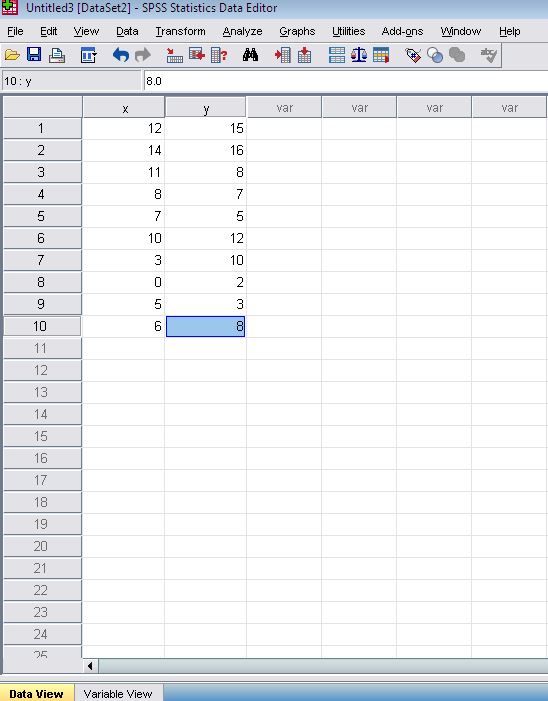 Untitled3 [DataSet2] - SPSS Statistics Data Editor
File Edit View Data Transform Analyze Graphs Utilities Add-ons Window Help
10 : y 8.0
x y var var var var
1 12 15
2 14 16
3 11 8
4 8 7
5 7 5
6 10 12
7 3 10
8 0 2
9 5 3
10 6 8
11
12
13
14
15
16
17
18
19
20
21
22
23
24
25
Data View Variable View